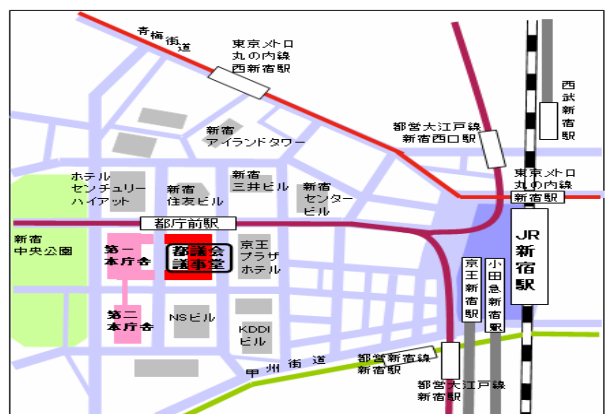 青梅街道
東京メトロ
丸の内線
西新宿駅
西武新宿駅
都営大江戸線
新宿西口駅
新宿
アイランドタワー
東京メトロ
丸の内線
新宿駅
ホテル
センチュリー
ハイアット
新宿
住友ビル
新宿
三井ビル
新宿
センター
ビル
都庁前駅
新宿
中央公園
第一
本庁舎
都議会
議事堂
京王
プラザ
ホテル
JR新宿駅
京王新宿駅
小田急新宿駅
第二
本庁舎
NSビル
KDDI
ビル
甲州街道
都営新宿線
新宿駅
都営大江戸線
新宿駅